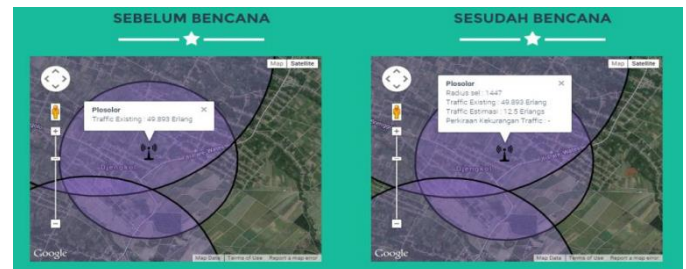 SEBELUM BENCANA
Map Satellite
Plosolor
Traffic Existing : 49.893 Erlang
Google
Map Data Terms of Use Report a map error
SESUDAH BENCANA
Map Satellite
Plosolor
Radius sel : 1447
Traffic Existing : 49.893 Erlang
Traffic Estimasi : 12.5 Erlangs
Perkiraan Kekurangan Traffic : -
Google
Map Data Terms of Use Report a map error